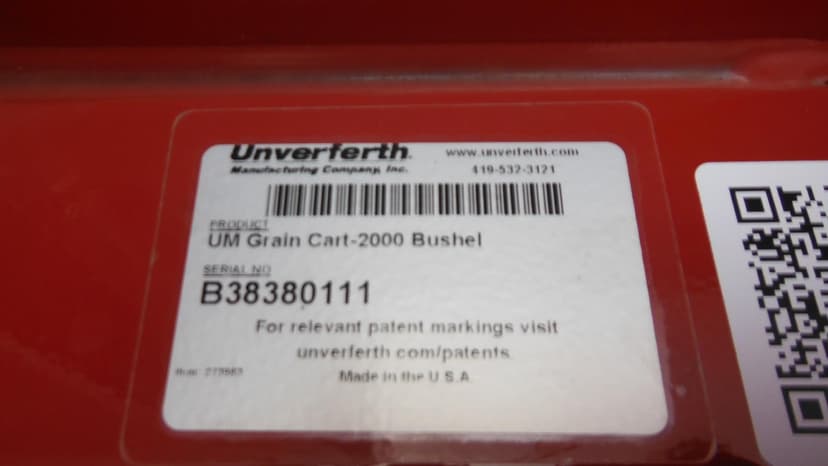 Unverferth
www.unverferth.com
Manufacturing Company, Inc.
419-532-3121
PRODUCT
UM Grain Cart-2000 Bushel
SERIAL NO
B38380111
For relevant patent markings visit
unverferth.com/patents.
Made in the U.S.A.